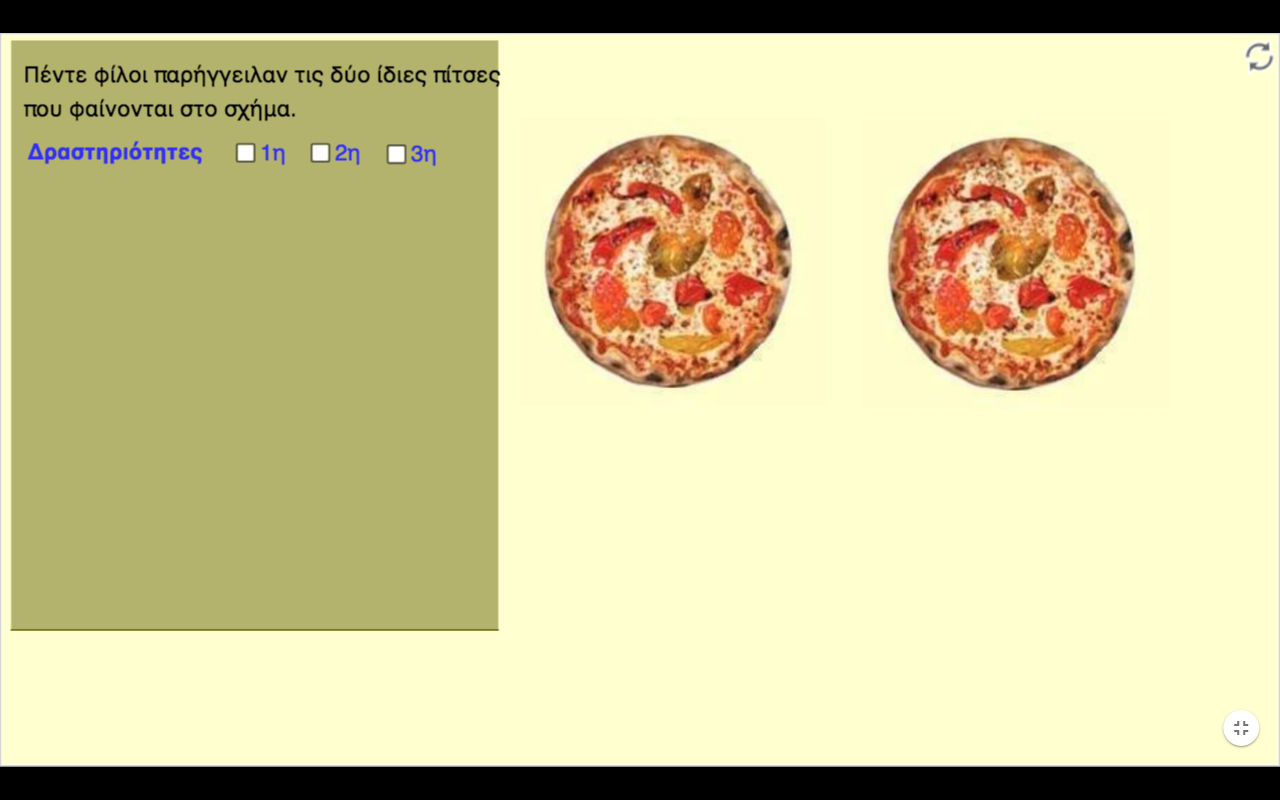 Πέντε φίλοι παρήγγειλαν τις δύο ίδιες πίτσες
που φαίνονται στο σχήμα.
Δραστηριότητες 1η 2η 3η